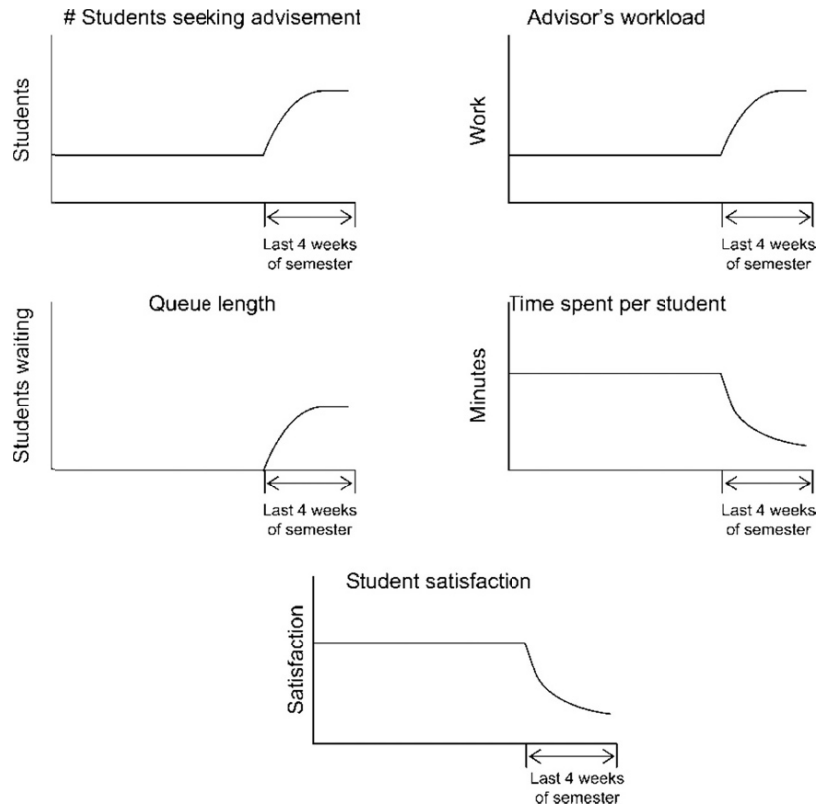 # Students seeking advisement
Students
Last 4 weeks
of semester
Advisor's workload
Work
Last 4 weeks
of semester
Queue length
Students waiting
Last 4 weeks
of semester
Time spent per student
Minutes
Last 4 weeks
of semester
Student satisfaction
Satisfaction
Last 4 weeks
of semester